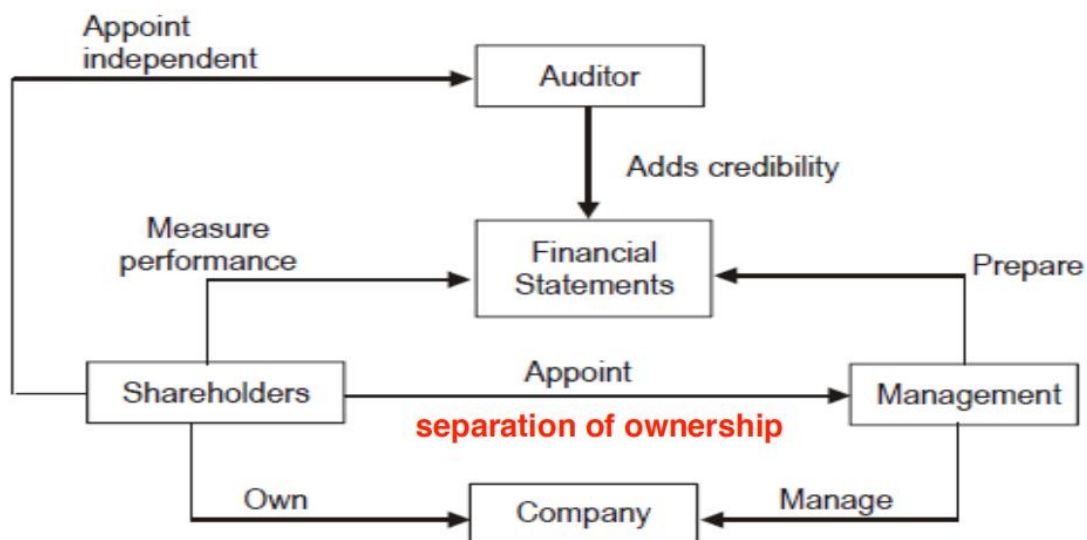 Appoint
independent
Auditor
Adds credibility
Measure
performance
Financial
Statements
Prepare
Shareholders
Appoint
Management
separation of ownership
Own
Company
Manage